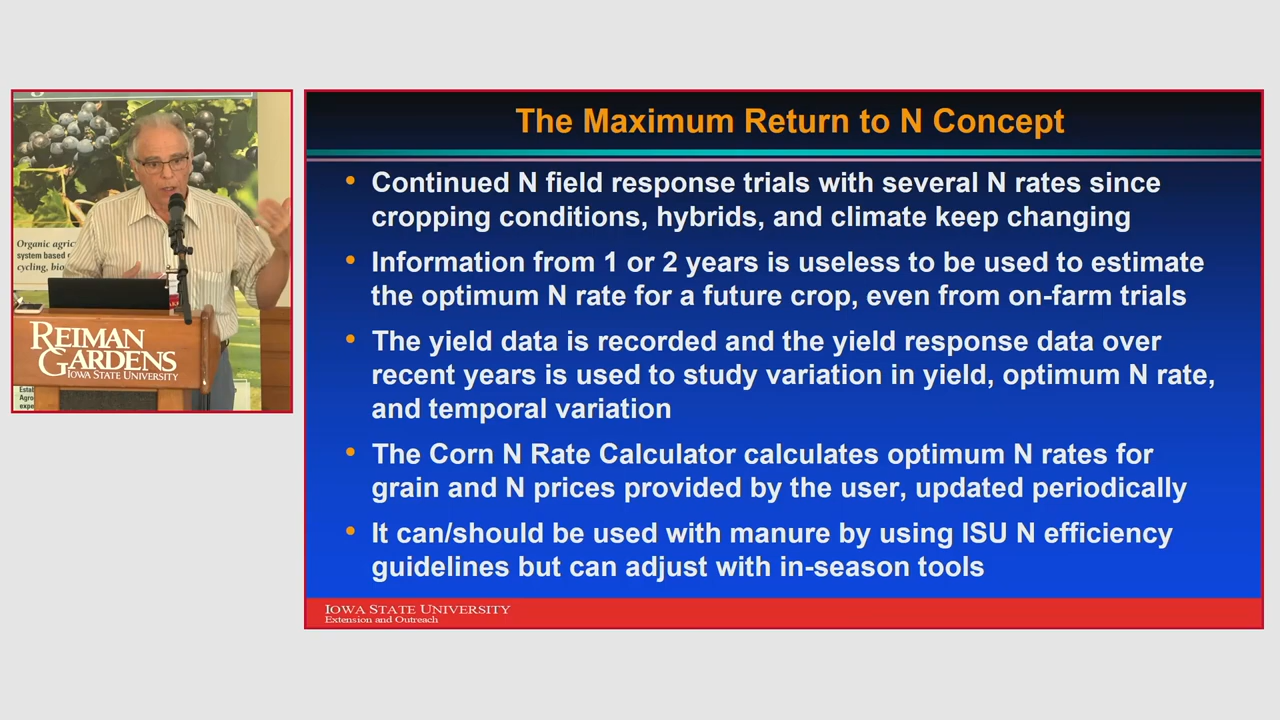 The Maximum Return to N Concept
• Continued N field response trials with several N rates since
cropping conditions, hybrids, and climate keep changing
• Information from 1 or 2 years is useless to be used to estimate
the optimum N rate for a future crop, even from on-farm trials
• The yield data is recorded and the yield response data over
recent years is used to study variation in yield, optimum N rate,
and temporal variation
• The Corn N Rate Calculator calculates optimum N rates for
grain and N prices provided by the user, updated periodically
• It can/should be used with manure by using ISU N efficiency
guidelines but can adjust with in-season tools
IOWA STATE UNIVERSITY
Extension and Outreach
Organic agric
system based
cycling, bio
REIMAN
GARDENS
IOWA STATE UNIVERSITY
Estab
Agro
expe